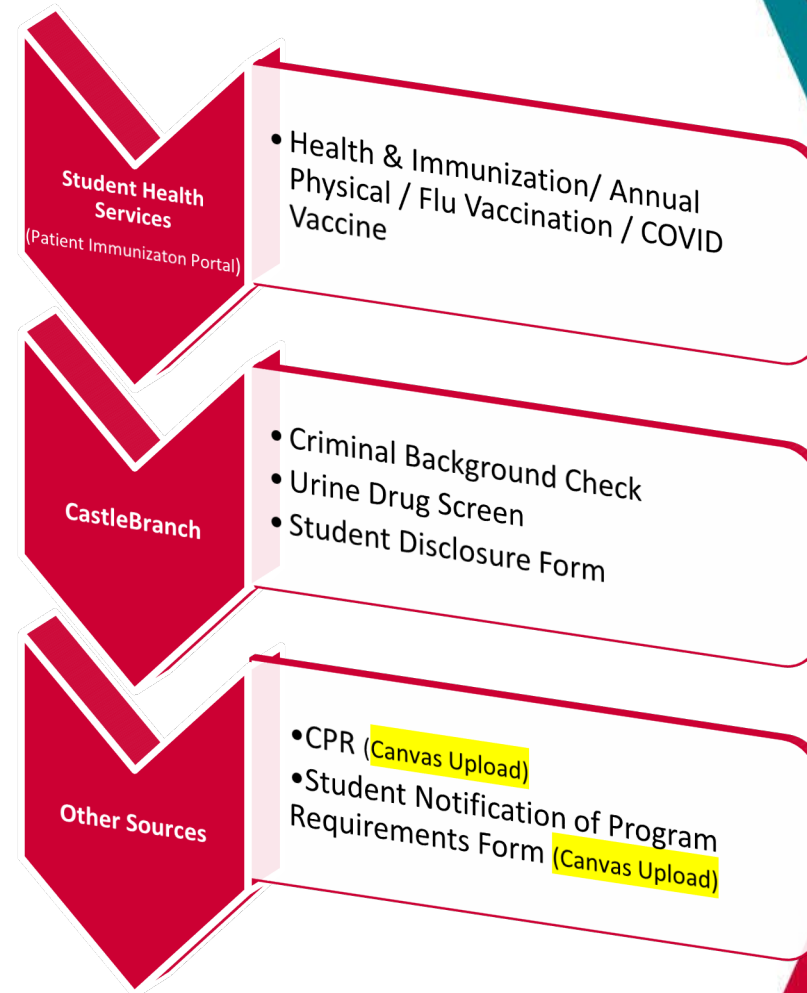 Student Health
Services
(Patient Immunizaton Portal)
• Health & Immunization/ Annual
Physical / Flu Vaccination / COVID
Vaccine
CastleBranch
• Criminal Background Check
• Urine Drug Screen
• Student Disclosure Form
Other Sources
•CPR (Canvas Upload)
•Student Notification of Program
Requirements Form (Canvas Upload)